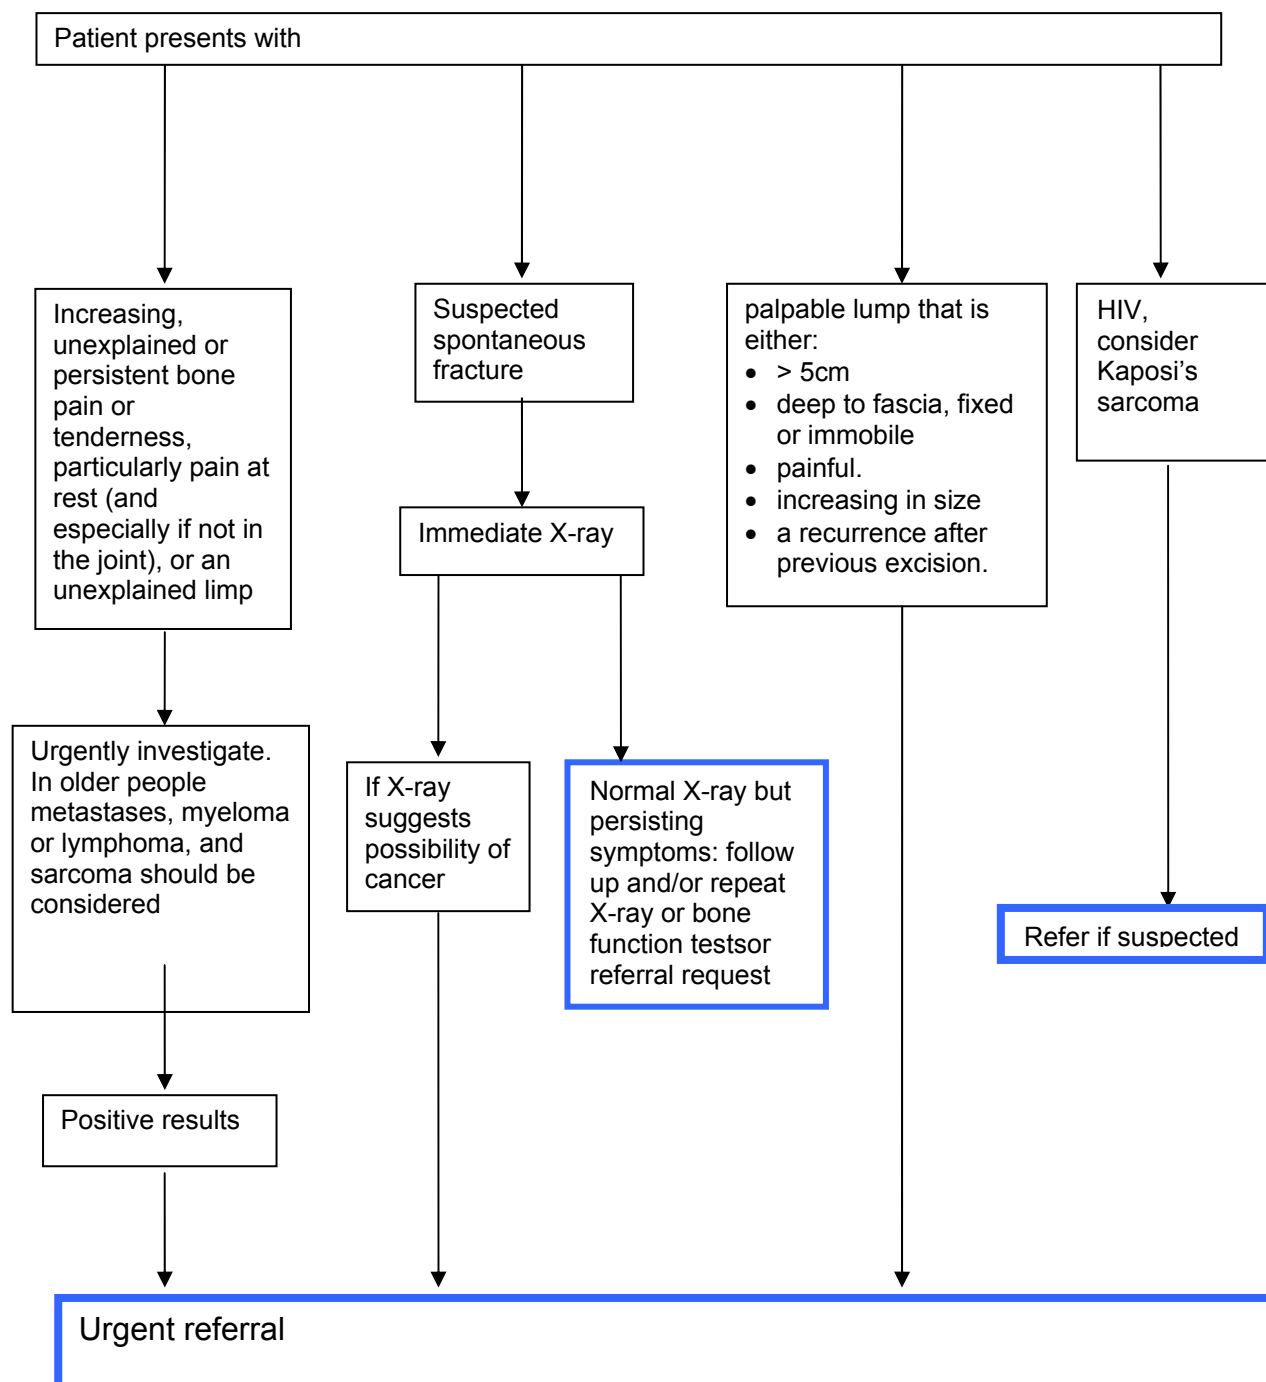 Patient presents with
Increasing,
unexplained or
persistent bone
pain or
tenderness,
particularly pain at
rest (and
especially if not in
the joint), or an
unexplained limp
Suspected
spontaneous
fracture
palpable lump that is
either:
• > 5cm
• deep to fascia, fixed
or immobile
• painful.
• increasing in size
• a recurrence after
previous excision.
HIV,
consider
Kaposi’s
sarcoma
Immediate X-ray
Urgently investigate.
In older people
metastases, myeloma
or lymphoma, and
sarcoma should be
considered
If X-ray
suggests
possibility of
cancer
Normal X-ray but
persisting
symptoms: follow
up and/or repeat
X-ray or bone
function testsor
referral request
Refer if suspected
Positive results
Urgent referral